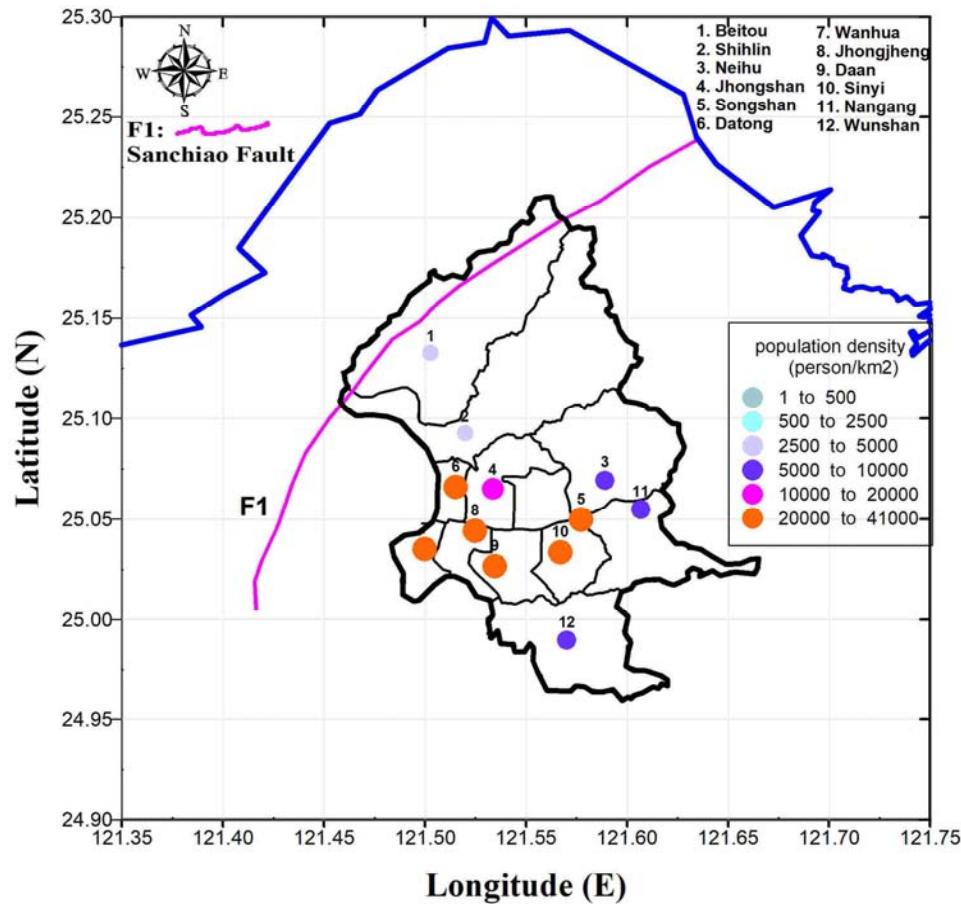 25.30
25.25
25.20
25.15
25.10
25.05
25.00
24.95
24.90
Latitude (N)
N
W E
S
F1:
Sanchiao Fault
1. Beitou
2. Shihlin
3. Neihu
4. Jhongshan
5. Songshan
6. Datong
7. Wanhua
8. Jhongjheng
9. Daan
10. Sinyi
11. Nangang
12. Wunshan
population density
(person/km2)
1 to 500
500 to 2500
2500 to 5000
5000 to 10000
10000 to 20000
20000 to 41000
1
2
3
6
4
11
5
8
10
9
12
F1
121.35 121.40 121.45 121.50 121.55 121.60 121.65 121.70 121.75
Longitude (E)